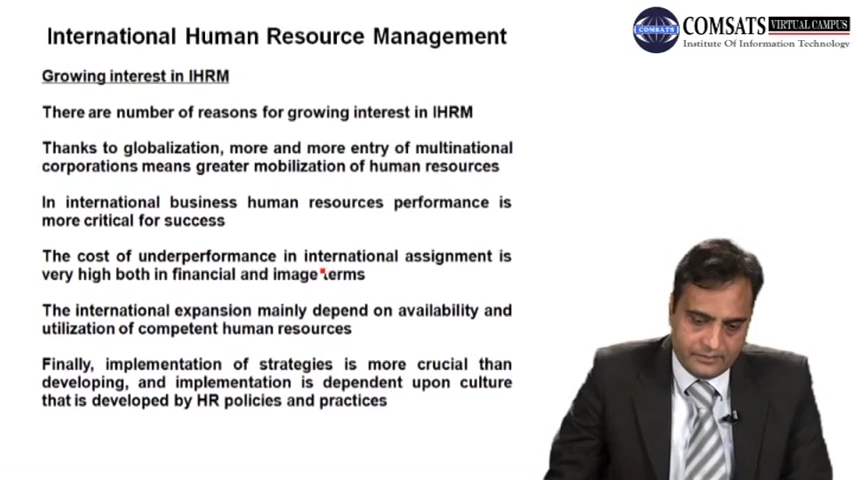 International Human Resource Management
COMSATS
VIRTUAL CAMPUS
Institute Of Information Technology
COMSATS
Growing interest in IHRM
There are number of reasons for growing interest in IHRM
Thanks to globalization, more and more entry of multinational
corporations means greater mobilization of human resources
In international business human resources performance is
more critical for success
The cost of underperformance in international assignment is
very high both in financial and image terms
The international expansion mainly depend on availability and
utilization of competent human resources
Finally, implementation of strategies is more crucial than
developing, and implementation is dependent upon culture
that is developed by HR policies and practices